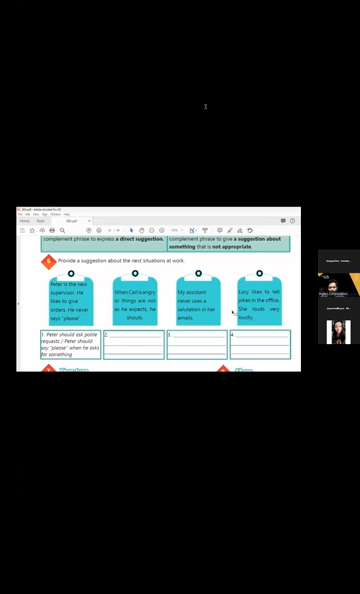 Home Tools
complement phrase to express a direct suggestion.
complement phrase to give a suggestion about
something that is not appropriate.
6 Provide a suggestion about the next situations at work.
Peter is the new
supervisor. He
likes to give
orders. He never
says "please".
When Carl is angry
or things are not
as he expects, he
shouts.
My assistant
never uses a
salutation in her
emails.
Lucy likes to tell
jokes in the office.
She louds very
loudly.
1. Peter should ask polite
requests / Peter should
say "please" when he asks
for something
2.
3.
4.